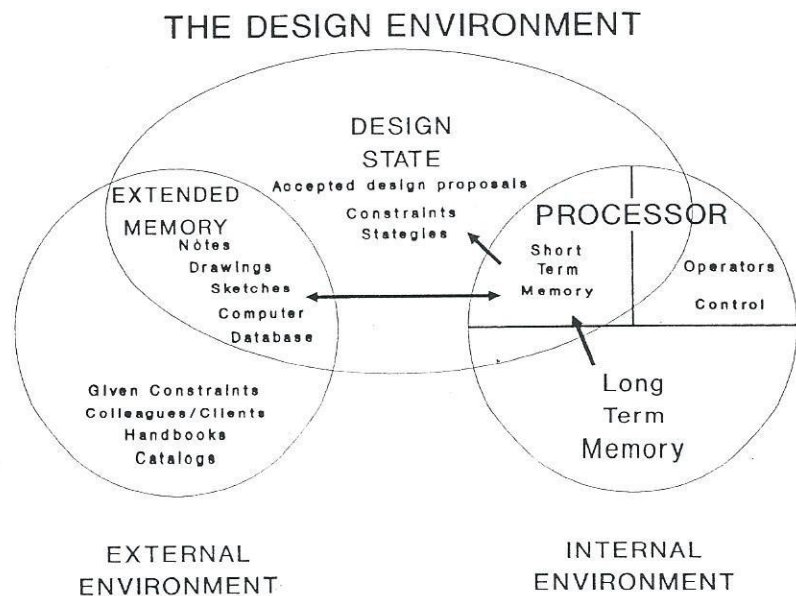 THE DESIGN ENVIRONMENT
DESIGN
STATE
Accepted design proposals
Constraints
Stategies
EXTENDED
MEMORY
Notes
Drawings
Sketches
Computer
Database
Given Constraints
Colleagues/Clients
Handbooks
Catalogs
PROCESSOR
Short
Term
Memory
Operators
Control
Long
Term
Memory
EXTERNAL
ENVIRONMENT
INTERNAL
ENVIRONMENT